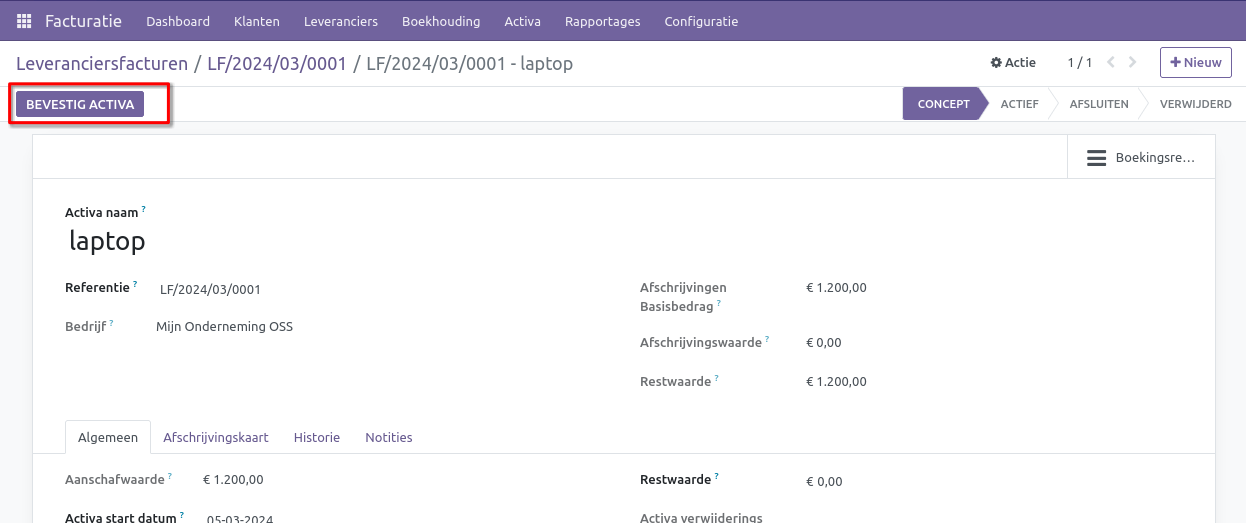 Facturatie Dashboard Klanten Leveranciers Boekhouding Activa Rapportages Configuratie
Leveranciersfacturen / LF/2024/03/0001 / LF/2024/03/0001 - laptop Actie 1 / 1 Nieuw
BEVESTIG ACTIVA CONCEPT ACTIEF AFSLUITEN VERWIJDERD
Boekingsre...
Activa naam ?
laptop
Referentie ? LF/2024/03/0001
Bedrijf ? Mijn Onderneming OSS
Afschrijvingen € 1.200,00
Basisbedrag ?
Afschrijvingswaarde ? € 0,00
Restwaarde ? € 1.200,00
Algemeen Afschrijvingskaart Historie Notities
Aanschafwaarde ? € 1.200,00
Activa start datum ? 05-03-2024
Restwaarde ? € 0,00
Activa verwijderings